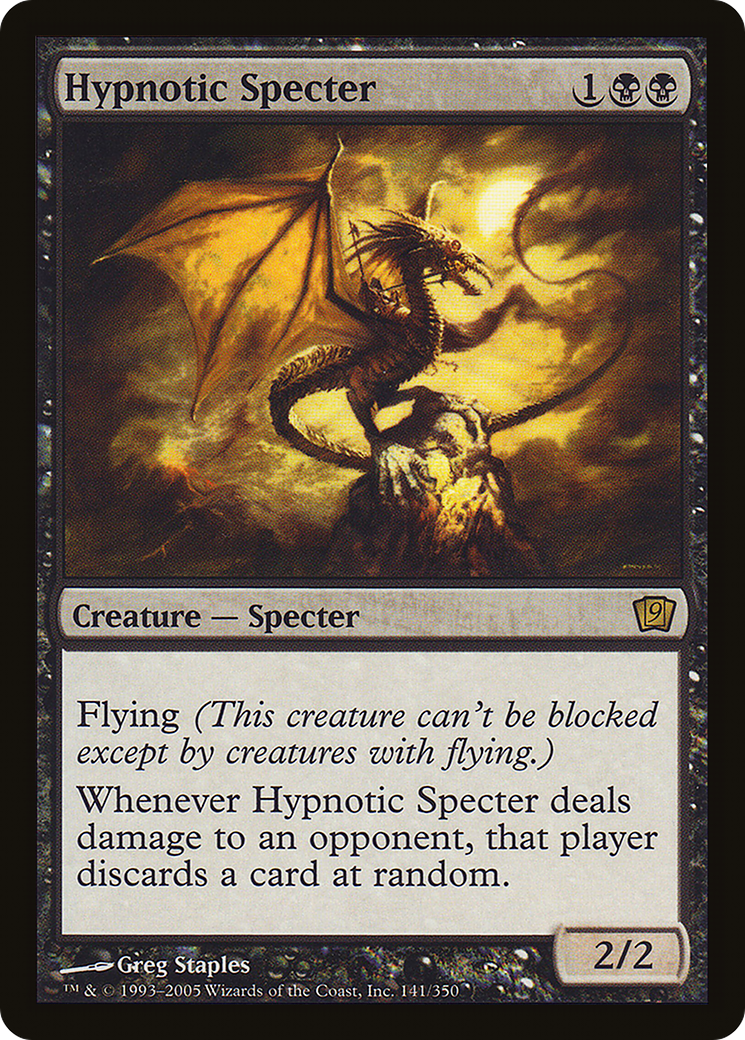 Hypnotic Specter 1
Creature — Specter 9
Flying (This creature can't be blocked
except by creatures with flying.)
Whenever Hypnotic Specter deals
damage to an opponent, that player
discards a card at random.
2/2
Greg Staples
™ & © 1993–2005 Wizards of the Coast, Inc. 141/350